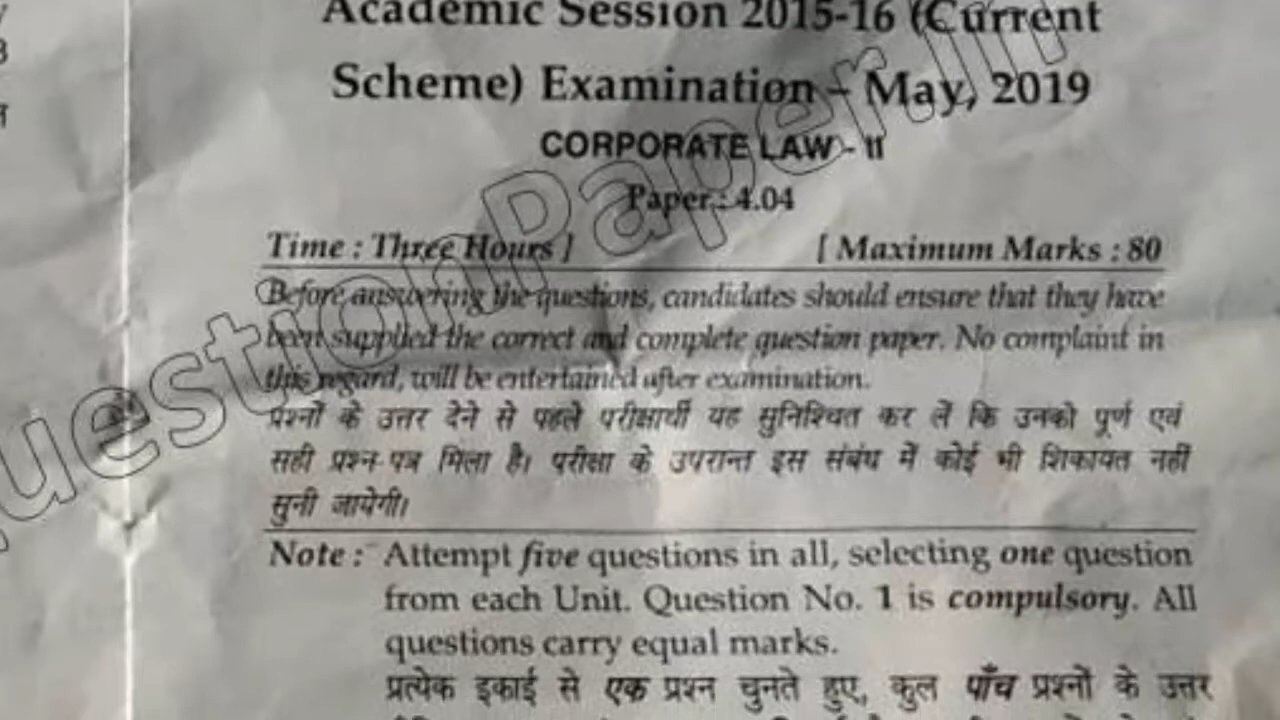 Academic Session 2015-16 (Current
Scheme) Examination – May, 2019
CORPORATE LAW - II
Paper : 4.04
Time : Three Hours ] [ Maximum Marks : 80
Before answering the questions, candidates should ensure that they have
been supplied the correct and complete question paper. No complaint in
this regard, will be entertained after examination.
प्रश्नों के उत्तर देने से पहले परीक्षार्थी यह सुनिश्चित कर लें कि उनको पूर्ण एवं
सही प्रश्न-पत्र मिला है। परीक्षा के उपरान्त इस संबंध में कोई भी शिकायत नहीं
सुनी जायेगी।
Note : Attempt five questions in all, selecting one question
from each Unit. Question No. 1 is compulsory. All
questions carry equal marks.
प्रत्येक इकाई से एक प्रश्न चुनते हुए, कुल पाँच प्रश्नों के उत्तर
uestionPaper.in